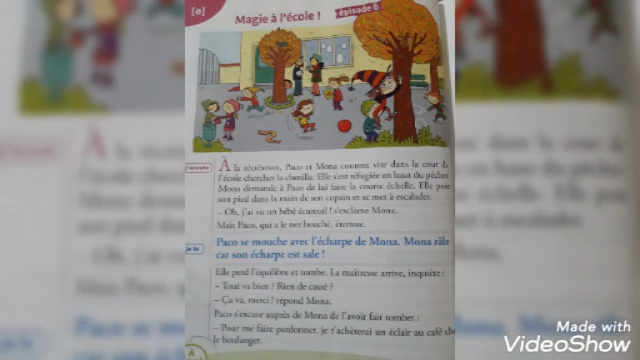 [e]
Magie à l'école ! épisode 6
À la récréation, Paco et Mona courent vite dans la cour de
l'école chercher la chenille. Elle s'est réfugiée en haut du pêcher.
Mona demande à Paco de lui faire la courte échelle. Elle pose
son pied dans la main de son copain et se met à escalader.
– Oh, j'ai vu un bébé écureuil ! s'exclame Mona.
Mais Paco, qui a le nez bouché, éternue.
Je lis
Paco se mouche avec l'écharpe de Mona. Mona râle
car son écharpe est sale !
Elle perd l'équilibre et tombe. La maîtresse arrive, inquiète :
– Tout va bien ? Rien de cassé ?
– Ça va, merci ! répond Mona.
Paco s'excuse auprès de Mona de l'avoir fait tomber :
– Pour me faire pardonner, je t'achèterai un éclair au café chez
le boulanger.
Made with
VideoShow